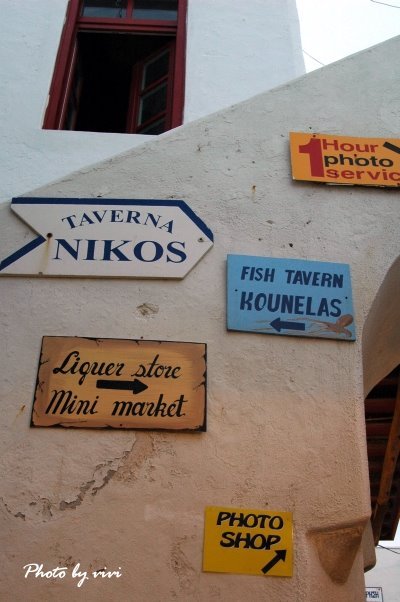 1 Hour
photo
servic
TAVERNA
NIKOS
FISH TAVERN
KOUNELAS
Liquer store
Mini market
PHOTO
SHOP
Photo by vivi